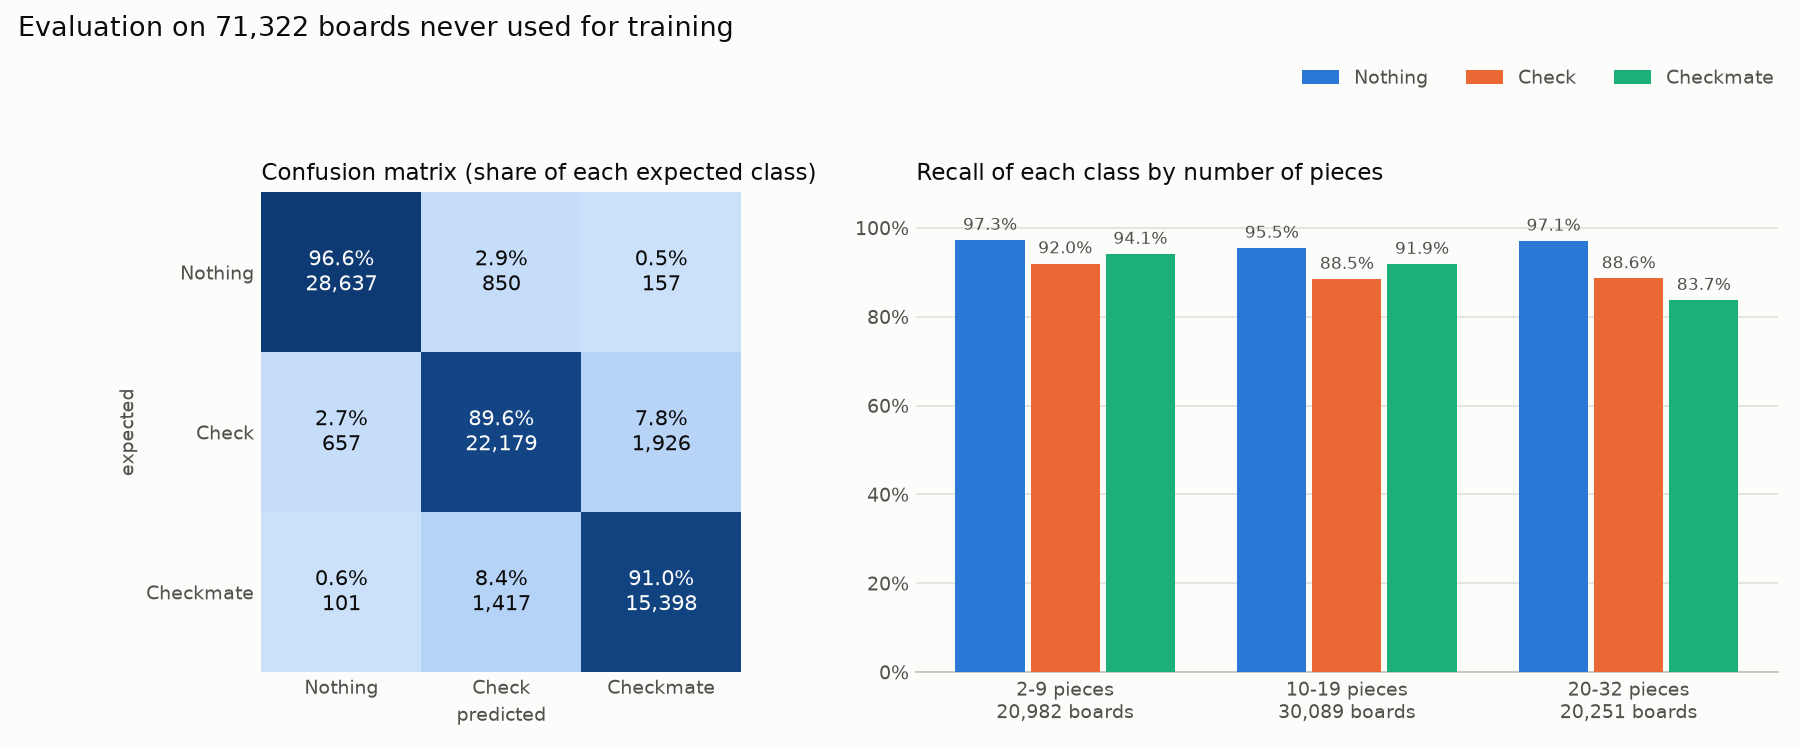 Evaluation on 71,322 boards never used for training
Nothing
Check
Checkmate
Confusion matrix (share of each expected class)
expected
Nothing
96.6%
28,637
2.9%
850
0.5%
157
Check
2.7%
657
89.6%
22,179
7.8%
1,926
Checkmate
0.6%
101
8.4%
1,417
91.0%
15,398
Nothing
Check
Checkmate
predicted
Recall of each class by number of pieces
100%
80%
60%
40%
20%
0%
97.3%
92.0%
94.1%
95.5%
88.5%
91.9%
97.1%
88.6%
83.7%
2-9 pieces
20,982 boards
10-19 pieces
30,089 boards
20-32 pieces
20,251 boards